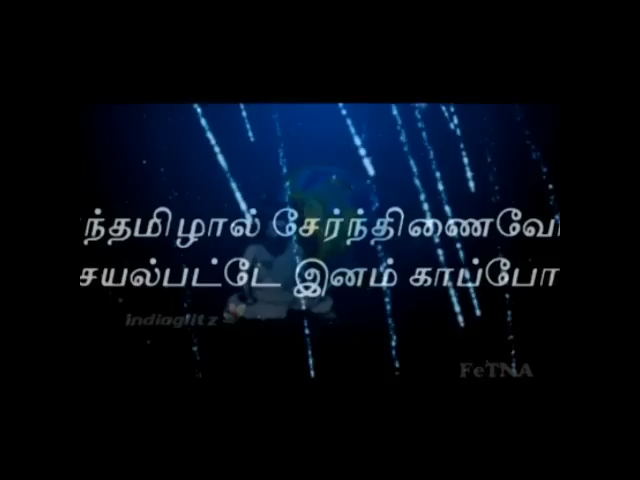 ந்தமிழால் சேர்ந்திணைவோ
சயல்பட்டே இனம் காப்போ
indiaglitz
FeTNA